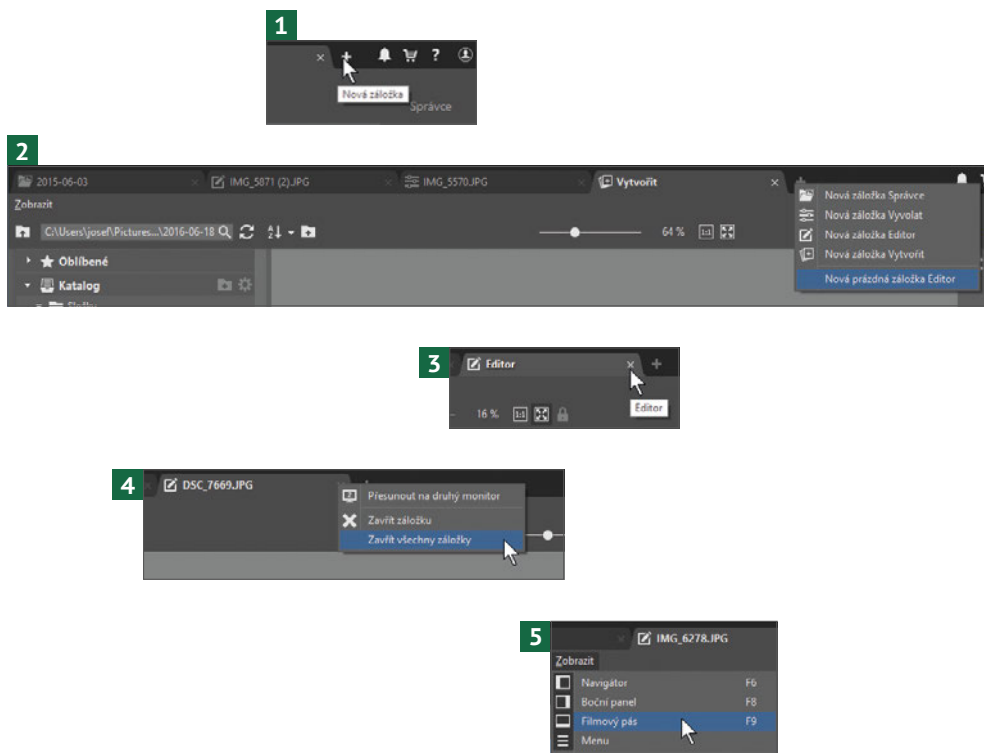 1
?
Nová záložka
Správce
2
2015-06-03
IMG_5871 (2).JPG
IMG_5570.JPG
Vytvořit
Zobrazit
C:\Users\josef\Pictures...\2016-06-18
64 %
1:1
Nová záložka Správce
Nová záložka Vyvolat
Nová záložka Editor
Nová záložka Vytvořit
Nová prázdná záložka Editor
Oblíbené
Katalog
Složky
3
Editor
16 %
1:1
Editor
4
DSC_7669.JPG
2
Přesunout na druhý monitor
Zavřít záložku
Zavřít všechny záložky
5
IMG_6278.JPG
Zobrazit
Navigátor F6
Boční panel F8
Filmový pás F9
Menu